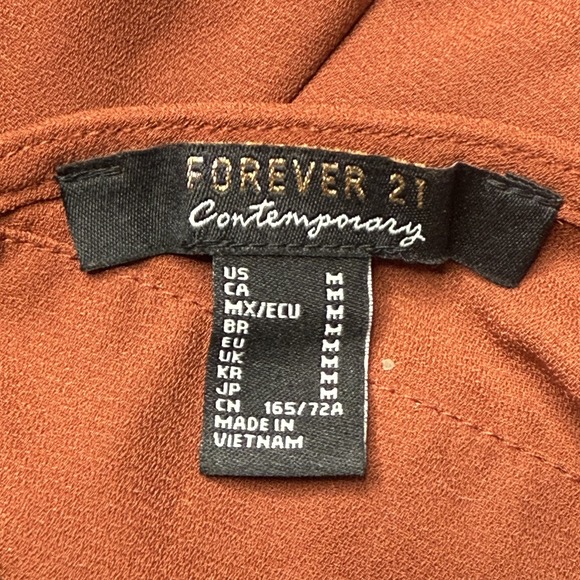 FOREVER 21
Contemporary
US M
CA M
MX/ECU M
BR M
EU M
UK M
KR M
JP M
CN 165/72A
MADE IN
VIETNAM